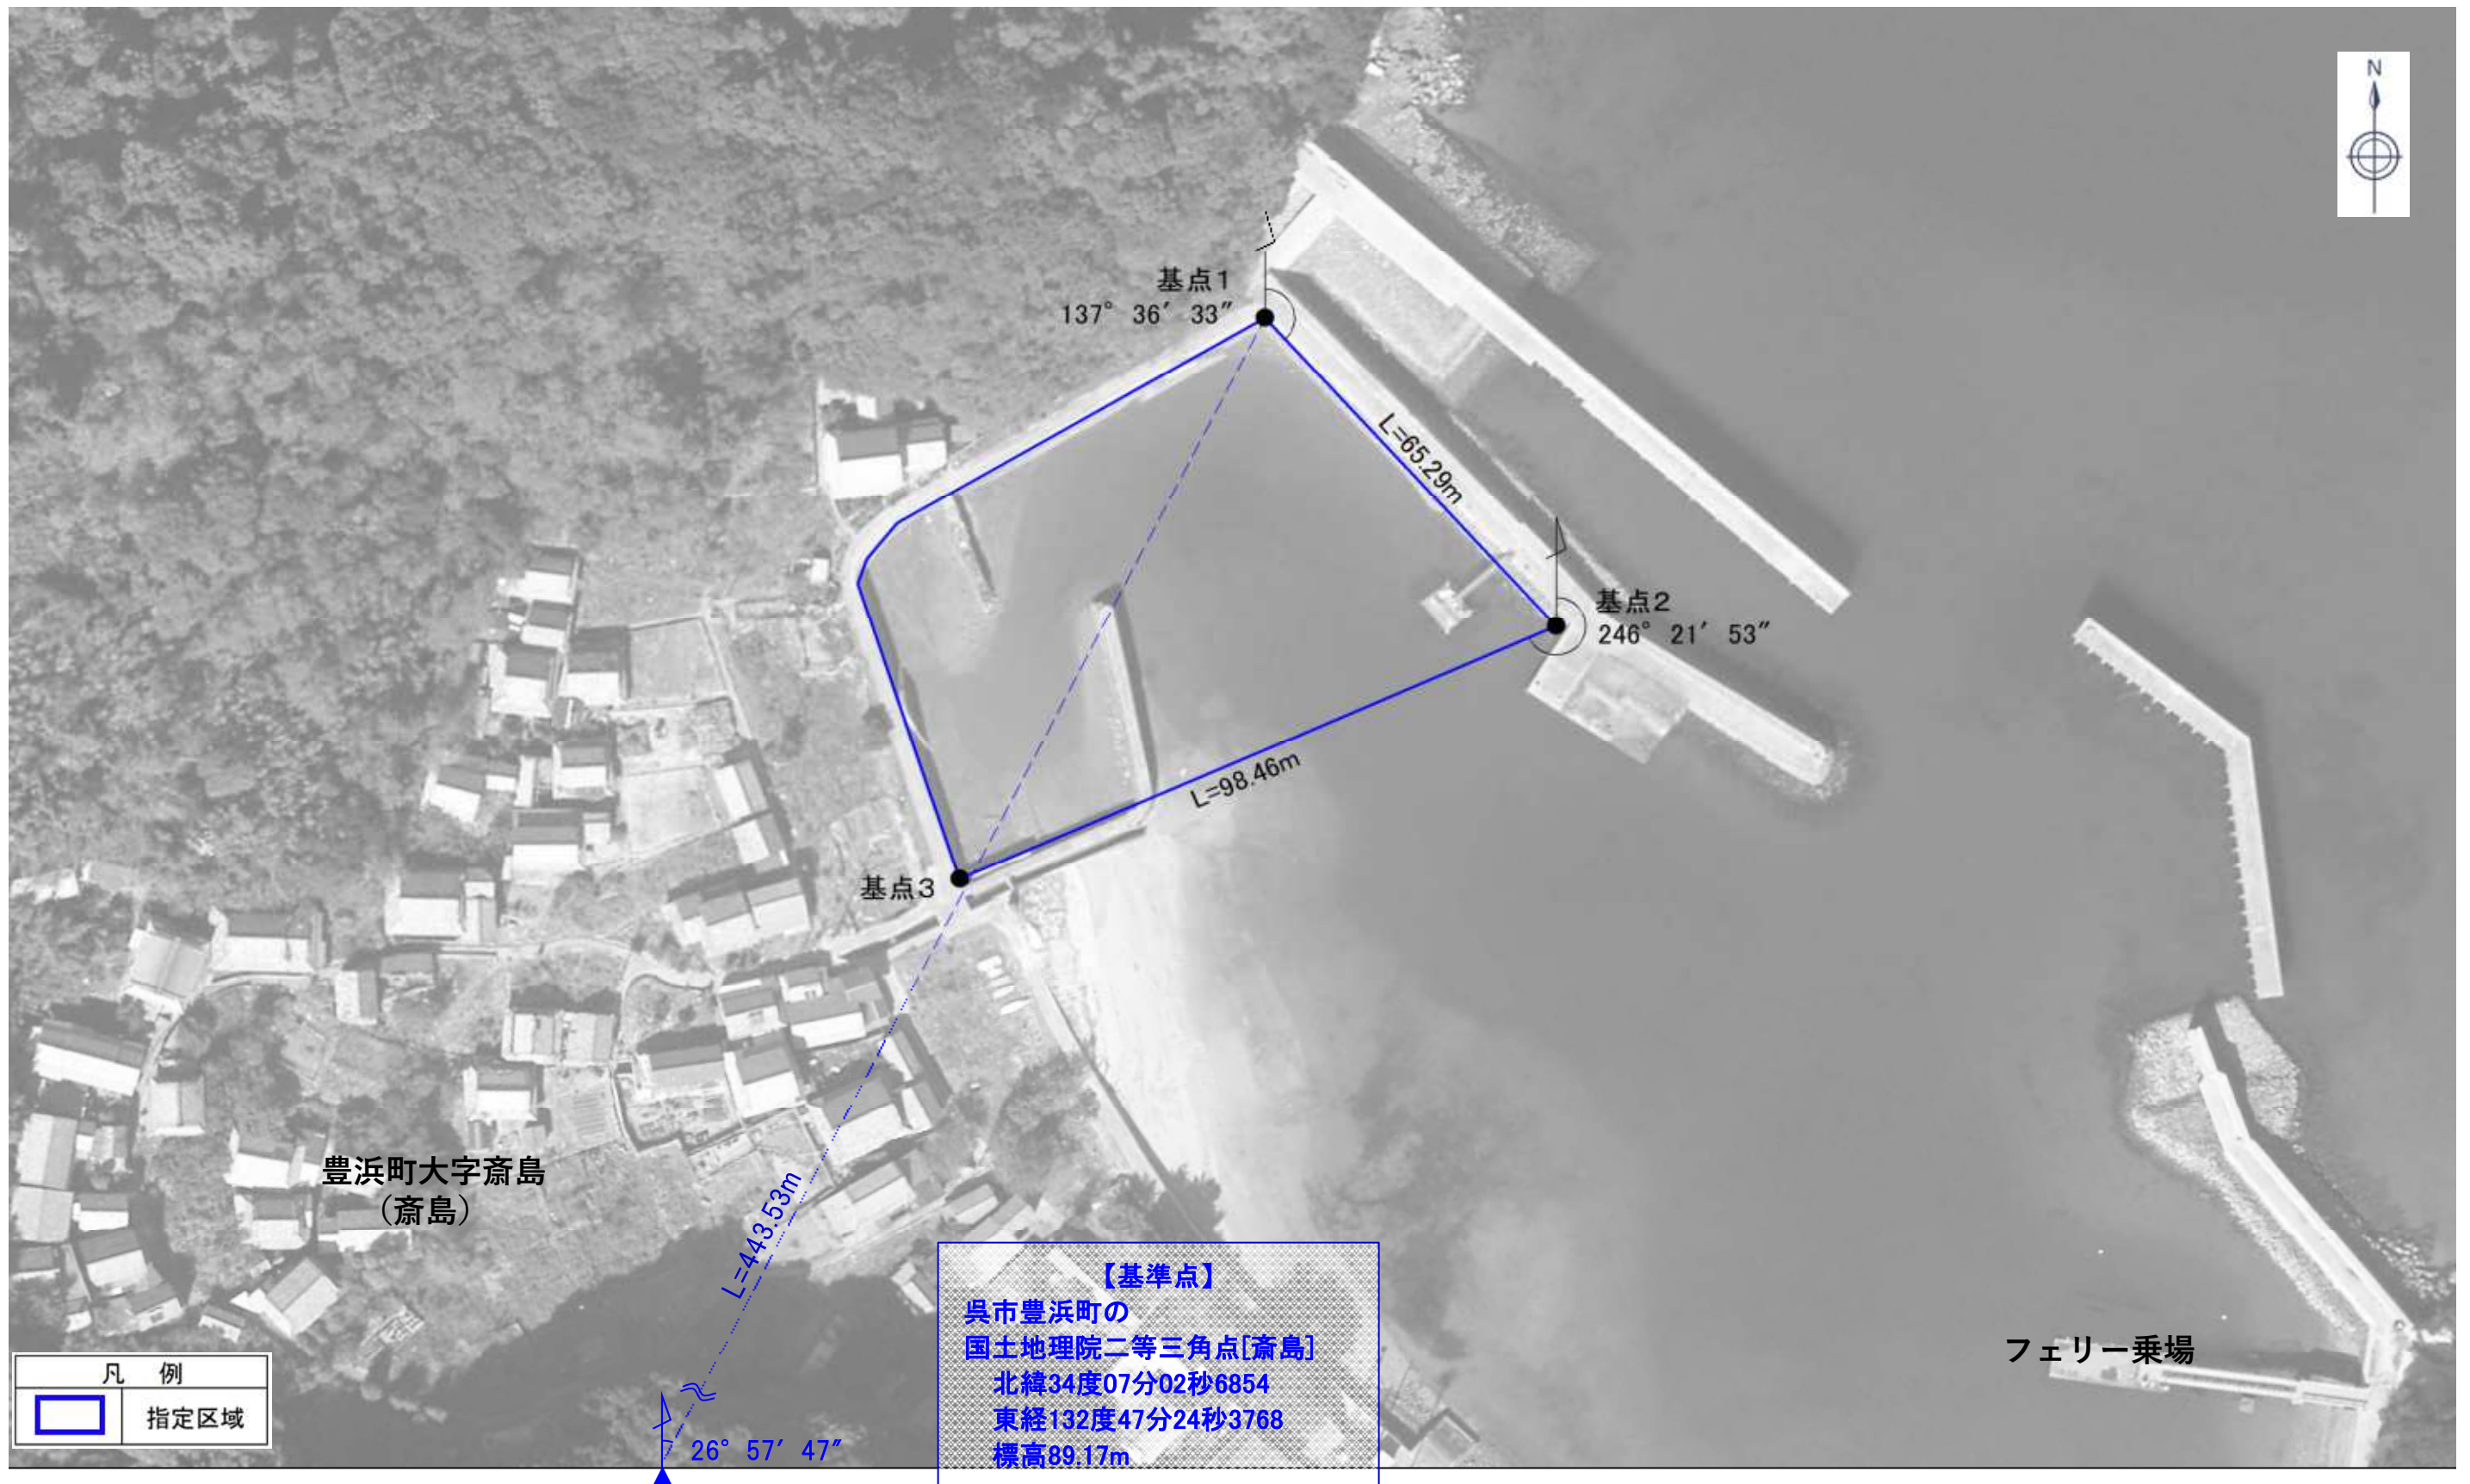 N
基点1
137° 36′ 33″
L=65.29m
基点2
246° 21′ 53″
L=98.46m
基点3
豊浜町大字斎島
（斎島）
L=443.53m
【基準点】
呉市豊浜町の
国土地理院二等三角点[斎島]
北緯34度07分02秒6854
東経132度47分24秒3768
標高89.17m
フェリー乗場
凡 例
指定区域
26° 57′ 47″